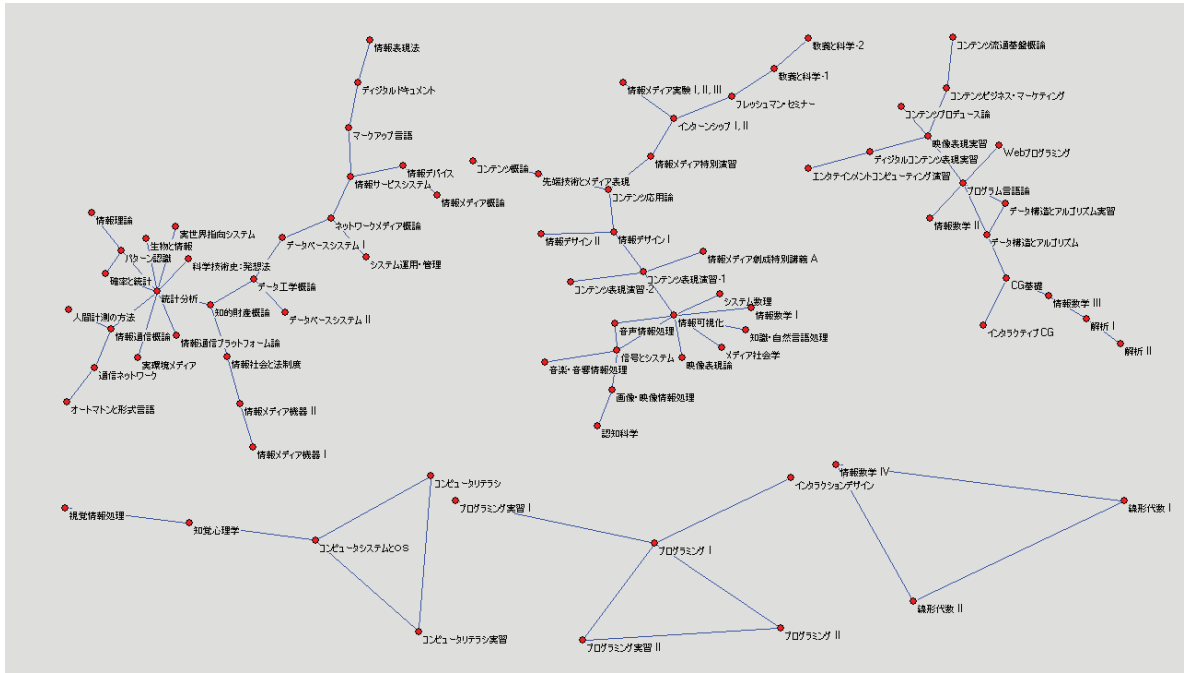 情報表現法
ディジタルドキュメント
マークアップ言語
情報デバイス
情報サービスシステム
情報メディア概論
ネットワークメディア概論
データベースシステム I
システム運用・管理
データ工学概論
データベースシステム II
情報理論
実世界指向システム
生物と情報
パターン認識
科学技術史:発想法
確率と統計
統計分析
知的財産概論
人間計測の方法
情報通信概論
情報通信プラットフォーム論
実環境メディア
情報社会と法制度
通信ネットワーク
オートマトンと形式言語
情報メディア機器 II
情報メディア機器 I
教養と科学-2
教養と科学-1
情報メディア実験 I, II, III
フレッシュマン・セミナー
インターンシップ I, II
情報メディア特別演習
コンテンツ概論
先端技術とメディア表現
コンテンツ応用論
情報デザイン II
情報デザイン I
情報メディア創成特別講義 A
コンテンツ表現演習-1
コンテンツ表現演習-2
システム数理
情報数学 I
音声情報処理
情報可視化
知識・自然言語処理
信号とシステム
メディア社会学
音楽・音響情報処理
映像表現論
画像・映像情報処理
認知科学
コンテンツ流通基盤概論
コンテンツビジネス・マーケティング
コンテンツプロデュース論
映像表現実習
Webプログラミング
ディジタルコンテンツ表現実習
エンタテインメントコンピューティング演習
プログラム言語論
データ構造とアルゴリズム実習
情報数学 II
データ構造とアルゴリズム
CG基礎
情報数学 III
インタラクティブCG
解析 I
解析 II
コンピュータリテラシ
視覚情報処理
知覚心理学
コンピュータシステムとOS
コンピュータリテラシ実習
プログラミング実習 I
インタラクションデザイン
プログラミング I
プログラミング II
プログラミング実習 II
情報数学 IV
線形代数 I
線形代数 II